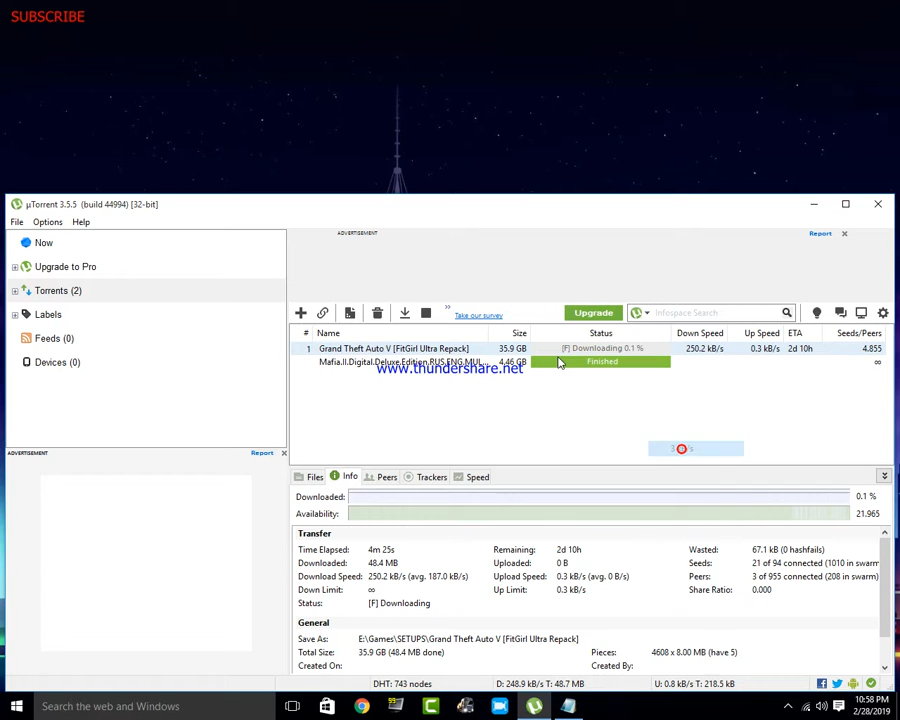 SUBSCRIBE
µTorrent 3.5.5 (build 44994) [32-bit]
File Options Help
ADVERTISEMENT
Report
Now
Upgrade to Pro
Torrents (2)
Labels
Feeds (0)
Devices (0)
Take our survey
Upgrade
Infospace Search
# Name Size Status Down Speed Up Speed ETA Seeds/Peers
1 Grand Theft Auto V [FitGirl Ultra Repack] 35.9 GB [F] Downloading 0.1 % 250.2 kB/s 0.3 kB/s 2d 10h 4.855
Mafia.II.Digital.Deluxe.Edition.RUS.ENG.MUL... 4.46 GB Finished ∞
www.thundershare.net
ADVERTISEMENT
Report
Files Info Peers Trackers Speed
Downloaded: 0.1 %
Availability: 21.965
Transfer
Time Elapsed: 4m 25s Remaining: 2d 10h Wasted: 67.1 kB (0 hashfails)
Downloaded: 48.4 MB Uploaded: 0 B Seeds: 21 of 94 connected (1010 in swarm
Download Speed: 250.2 kB/s (avg. 187.0 kB/s) Upload Speed: 0.3 kB/s (avg. 0 B/s) Peers: 3 of 955 connected (208 in swarm)
Down Limit: ∞ Up Limit: 0.3 kB/s Share Ratio: 0.000
Status: [F] Downloading
General
Save As: E:\Games\SETUPS\Grand Theft Auto V [FitGirl Ultra Repack]
Total Size: 35.9 GB (48.4 MB done) Pieces: 4608 x 8.00 MB (have 5)
Created On: Created By:
DHT: 743 nodes D: 248.9 kB/s T: 48.7 MB U: 0.8 kB/s T: 218.5 kB
Search the web and Windows
10:58 PM
2/28/2019